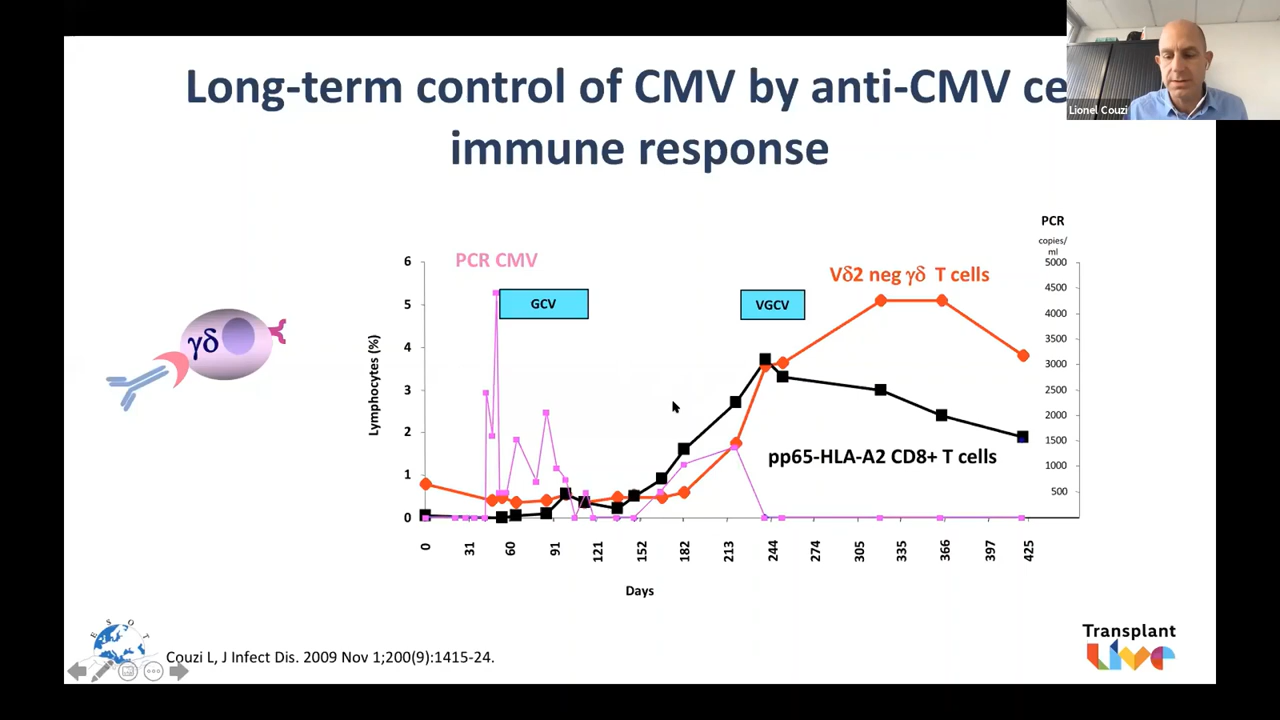 Long-term control of CMV by anti-CMV ce
immune response
Lionel Couzi
PCR
copies/
ml
PCR CMV
GCV
VGCV
Vδ2 neg γδ T cells
pp65-HLA-A2 CD8+ T cells
γδ
Lymphocytes (%)
6
5
4
3
2
1
0
5000
4500
4000
3500
3000
2500
2000
1500
1000
500
0 31 60 91 121 152 182 213 244 274 305 335 366 397 425
Days
E S O T
Couzi L, J Infect Dis. 2009 Nov 1;200(9):1415-24.
Transplant
Live